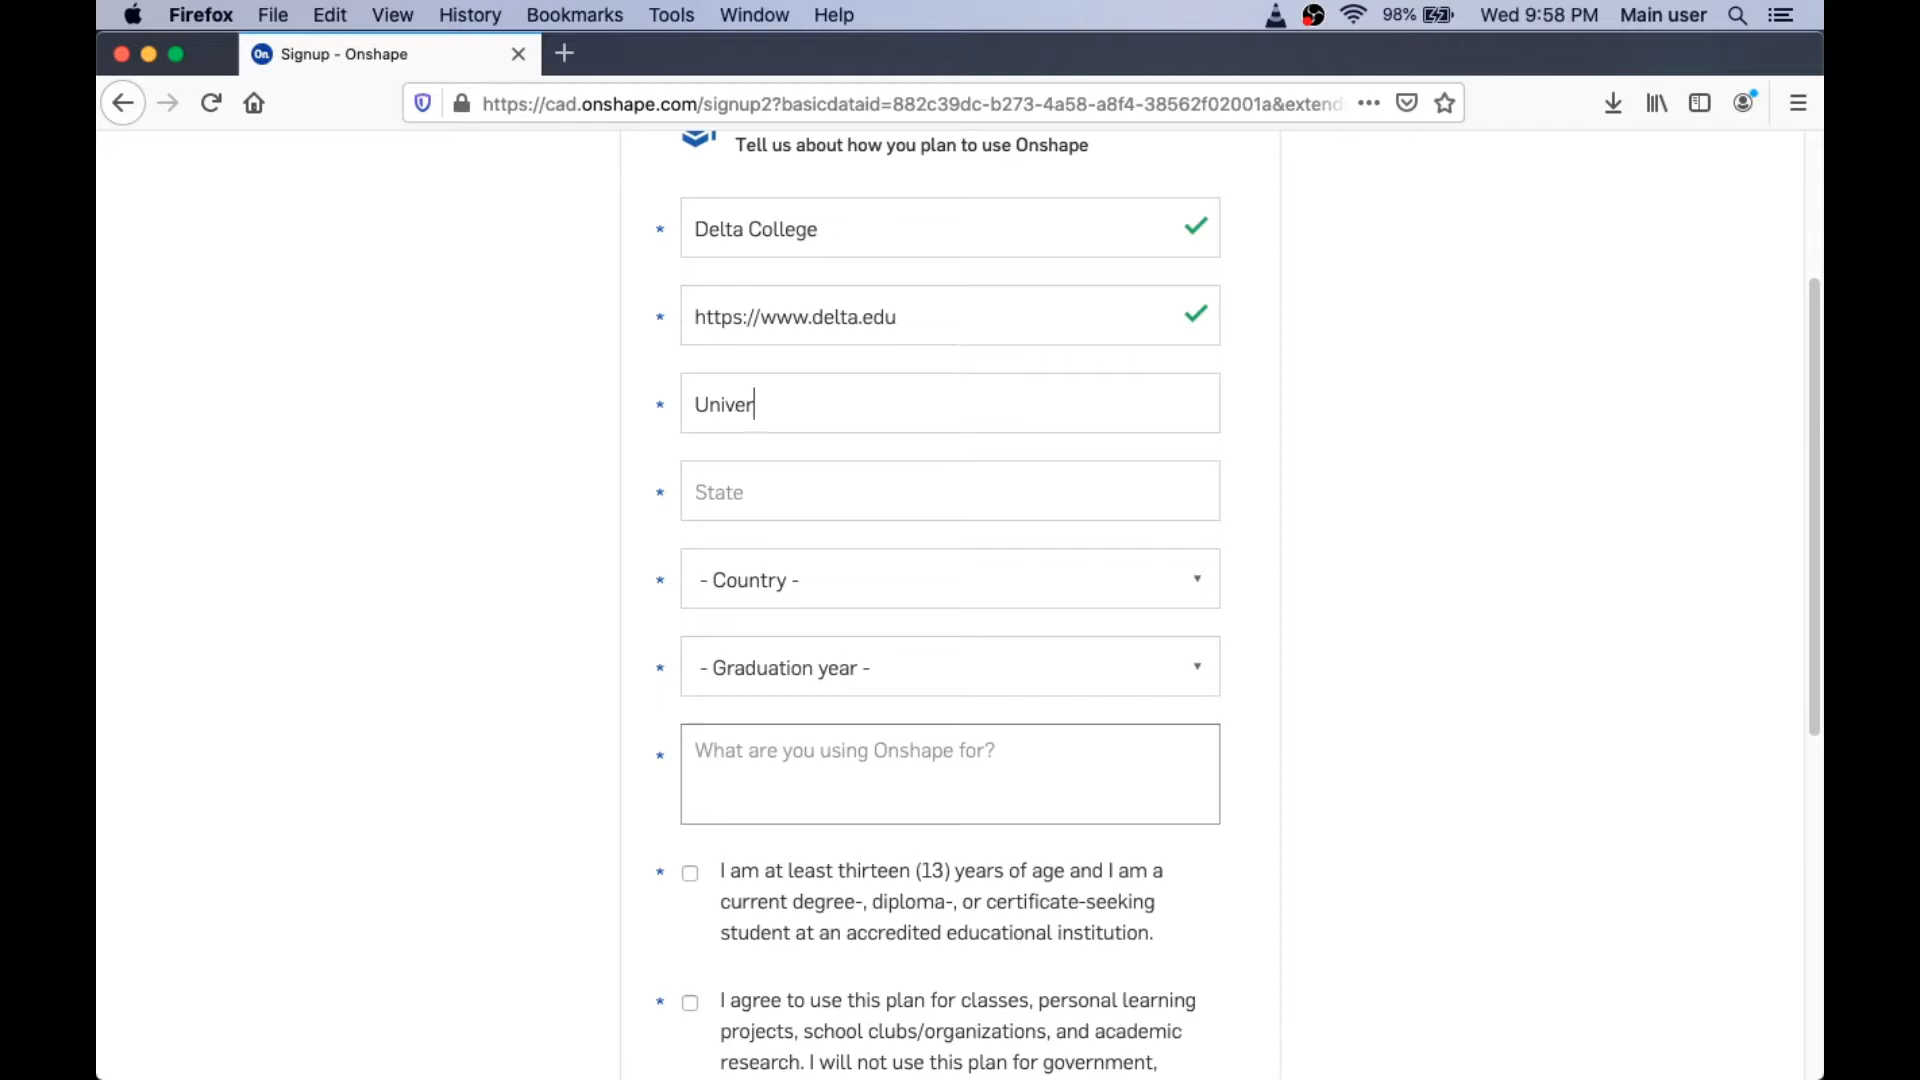 Firefox File Edit View History Bookmarks Tools Window Help 98% Wed 9:58 PM Main user
On Signup - Onshape
https://cad.onshape.com/signup2?basicdataid=882c39dc-b273-4a58-a8f4-38562f02001a&extend
Tell us about how you plan to use Onshape
* Delta College
* https://www.delta.edu
* Univer
* State
* - Country -
* - Graduation year -
* What are you using Onshape for?
* I am at least thirteen (13) years of age and I am a
current degree-, diploma-, or certificate-seeking
student at an accredited educational institution.
* I agree to use this plan for classes, personal learning
projects, school clubs/organizations, and academic
research. I will not use this plan for government,